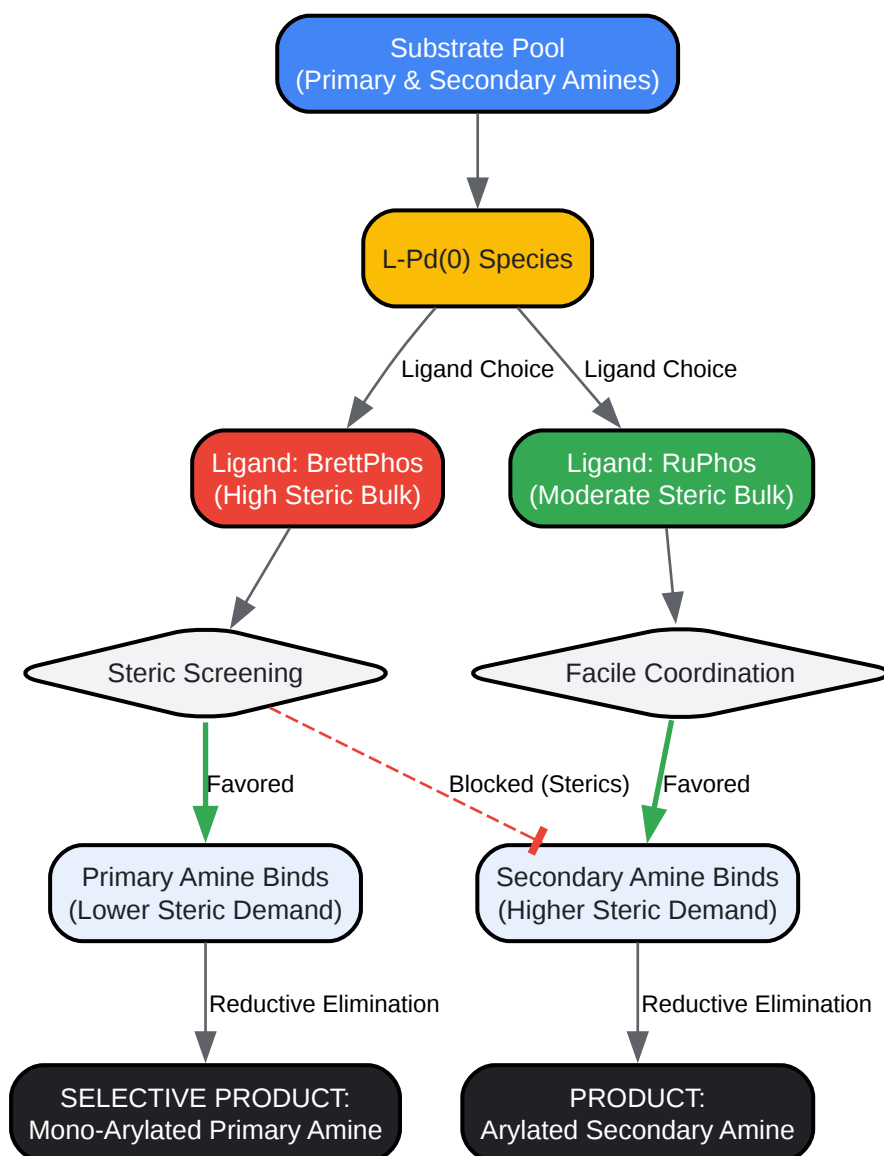 Substrate Pool
(Primary & Secondary Amines)
L-Pd(0) Species
Ligand Choice
Ligand Choice
Ligand: BrettPhos
(High Steric Bulk)
Ligand: RuPhos
(Moderate Steric Bulk)
Steric Screening
Facile Coordination
Favored
Blocked (Sterics)
Favored
Primary Amine Binds
(Lower Steric Demand)
Secondary Amine Binds
(Higher Steric Demand)
Reductive Elimination
Reductive Elimination
SELECTIVE PRODUCT:
Mono-Arylated Primary Amine
PRODUCT:
Arylated Secondary Amine